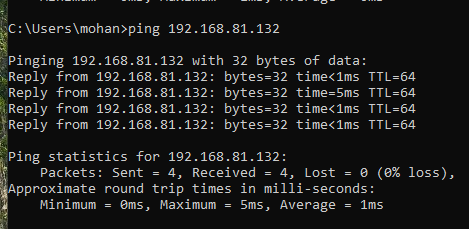 C:\Users\mohan>ping 192.168.81.132
Pinging 192.168.81.132 with 32 bytes of data:
Reply from 192.168.81.132: bytes=32 time<1ms TTL=64
Reply from 192.168.81.132: bytes=32 time=5ms TTL=64
Reply from 192.168.81.132: bytes=32 time<1ms TTL=64
Reply from 192.168.81.132: bytes=32 time<1ms TTL=64
Ping statistics for 192.168.81.132:
Packets: Sent = 4, Received = 4, Lost = 0 (0% loss),
Approximate round trip times in milli-seconds:
Minimum = 0ms, Maximum = 5ms, Average = 1ms